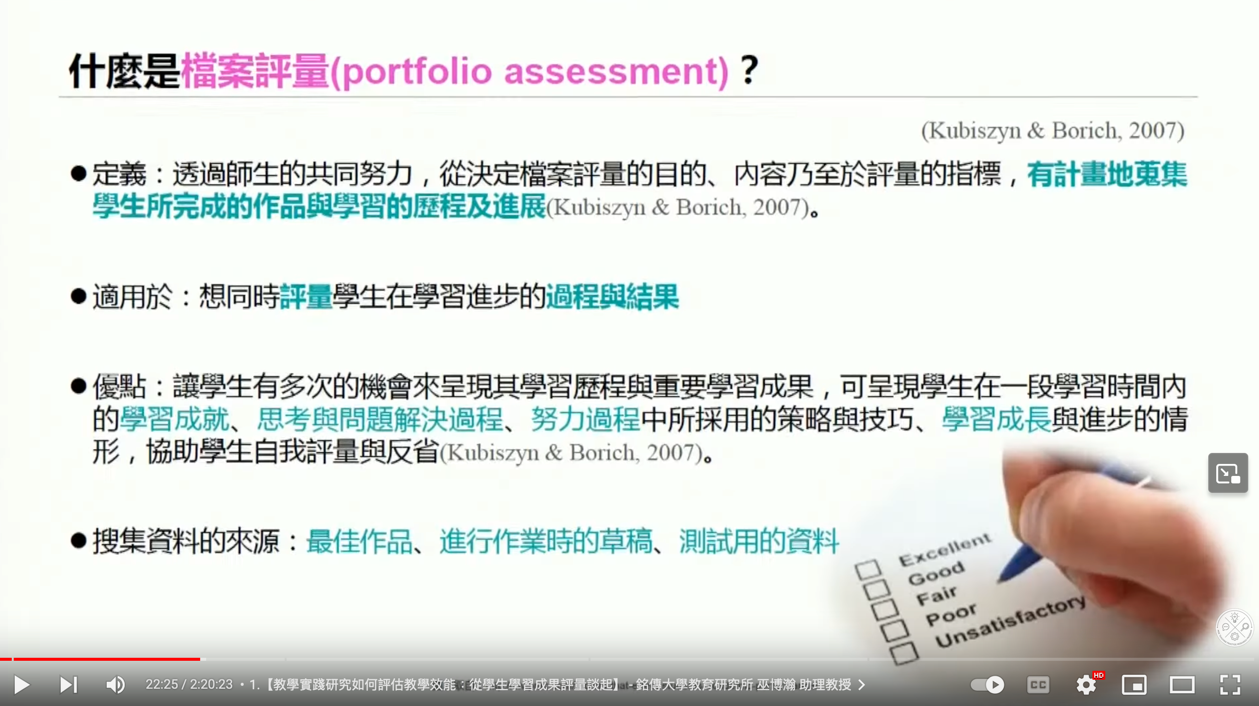 什麼是檔案評量(portfolio assessment)？
(Kubiszyn & Borich, 2007)
●定義：透過師生的共同努力，從決定檔案評量的目的、內容乃至於評量的指標，有計畫地蒐集
學生所完成的作品與學習的歷程及進展(Kubiszyn & Borich, 2007)。
●適用於：想同時評量學生在學習進步的過程與結果
●優點：讓學生有多次的機會來呈現其學習歷程與重要學習成果，可呈現學生在一段學習時間內
的學習成就、思考與問題解決過程、努力過程中所採用的策略與技巧、學習成長與進步的情
形，協助學生自我評量與反省(Kubiszyn & Borich, 2007)。
●搜集資料的來源：最佳作品、進行作業時的草稿、測試用的資料
Excellent
Good
Fair
Poor
Unsatisfactory
22:25 / 2:20:23 • 1.【教學實踐研究如何評估教學效能：從學生學習成果評量談起】- 銘傳大學教育研究所 巫博瀚 助理教授
CC
HD